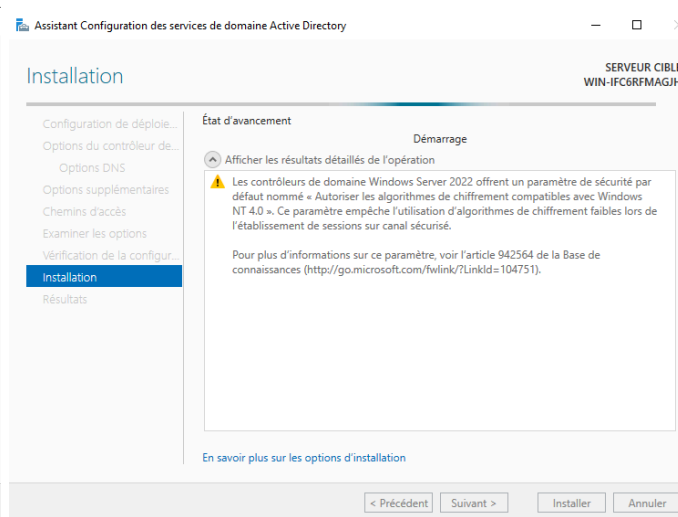 Assistant Configuration des services de domaine Active Directory
Installation
SERVEUR CIBL
WIN-IFC6RFMAGJH
Configuration de déploie...
Options du contrôleur de...
Options DNS
Options supplémentaires
Chemins d'accès
Examiner les options
Vérification de la configur...
Installation
Résultats
État d'avancement
Démarrage
Afficher les résultats détaillés de l'opération
Les contrôleurs de domaine Windows Server 2022 offrent un paramètre de sécurité par
défaut nommé « Autoriser les algorithmes de chiffrement compatibles avec Windows
NT 4.0 ». Ce paramètre empêche l'utilisation d'algorithmes de chiffrement faibles lors de
l'établissement de sessions sur canal sécurisé.
Pour plus d'informations sur ce paramètre, voir l'article 942564 de la Base de
connaissances (http://go.microsoft.com/fwlink/?LinkId=104751).
En savoir plus sur les options d'installation
< Précédent
Suivant >
Installer
Annuler